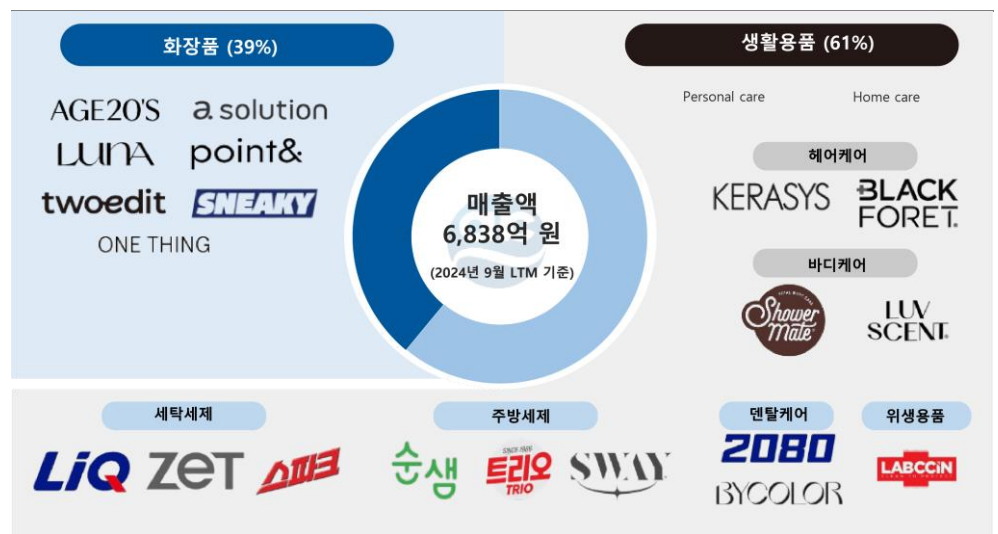 화장품 (39%)
AGE20'S
a solution
LUNA
point&
twoedit
SNEAKY
ONE THING
매출액
6,838억 원
(2024년 9월 LTM 기준)
생활용품 (61%)
Personal care
Home care
헤어케어
KERASYS
BLACK
FORET.
바디케어
TOTAL BODY CARE
Shower
Mate
LUV
SCENT.
세탁세제
LiQ
ZeT
스파크
주방세제
순샘
트리오
TRIO
SWAY
덴탈케어
2080
BYCOLOR
위생용품
LABCCiN